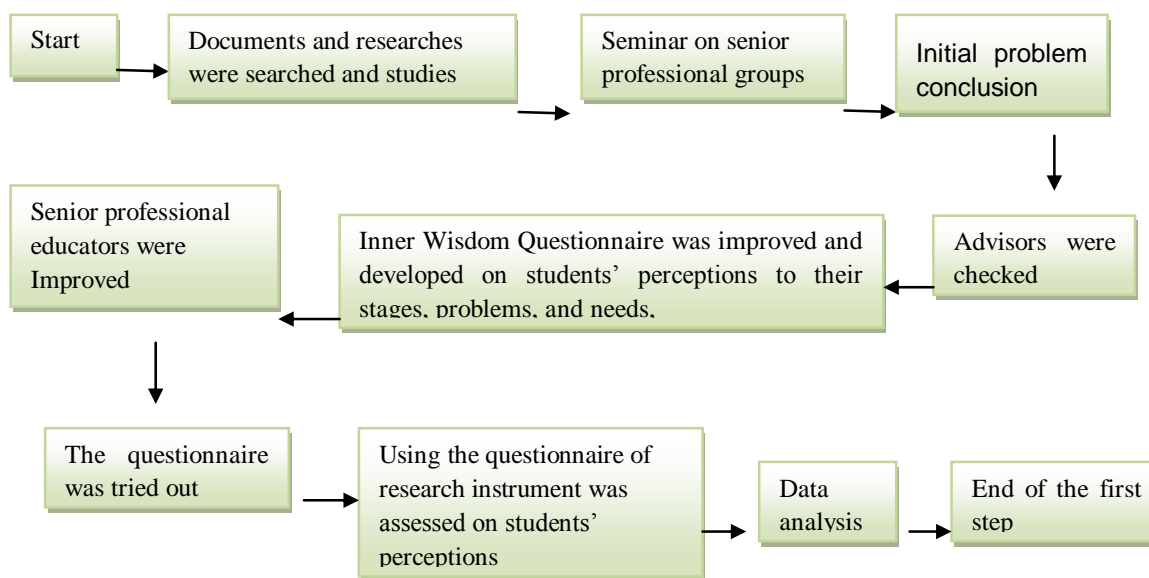 Start
Documents and researches
were searched and studies
Seminar on senior
professional groups
Initial problem
conclusion
Advisors were
checked
Inner Wisdom Questionnaire was improved and
developed on students’ perceptions to their
stages, problems, and needs,
Senior professional
educators were
Improved
The questionnaire
was tried out
Using the questionnaire of
research instrument was
assessed on students’
perceptions
Data
analysis
End of the first
step